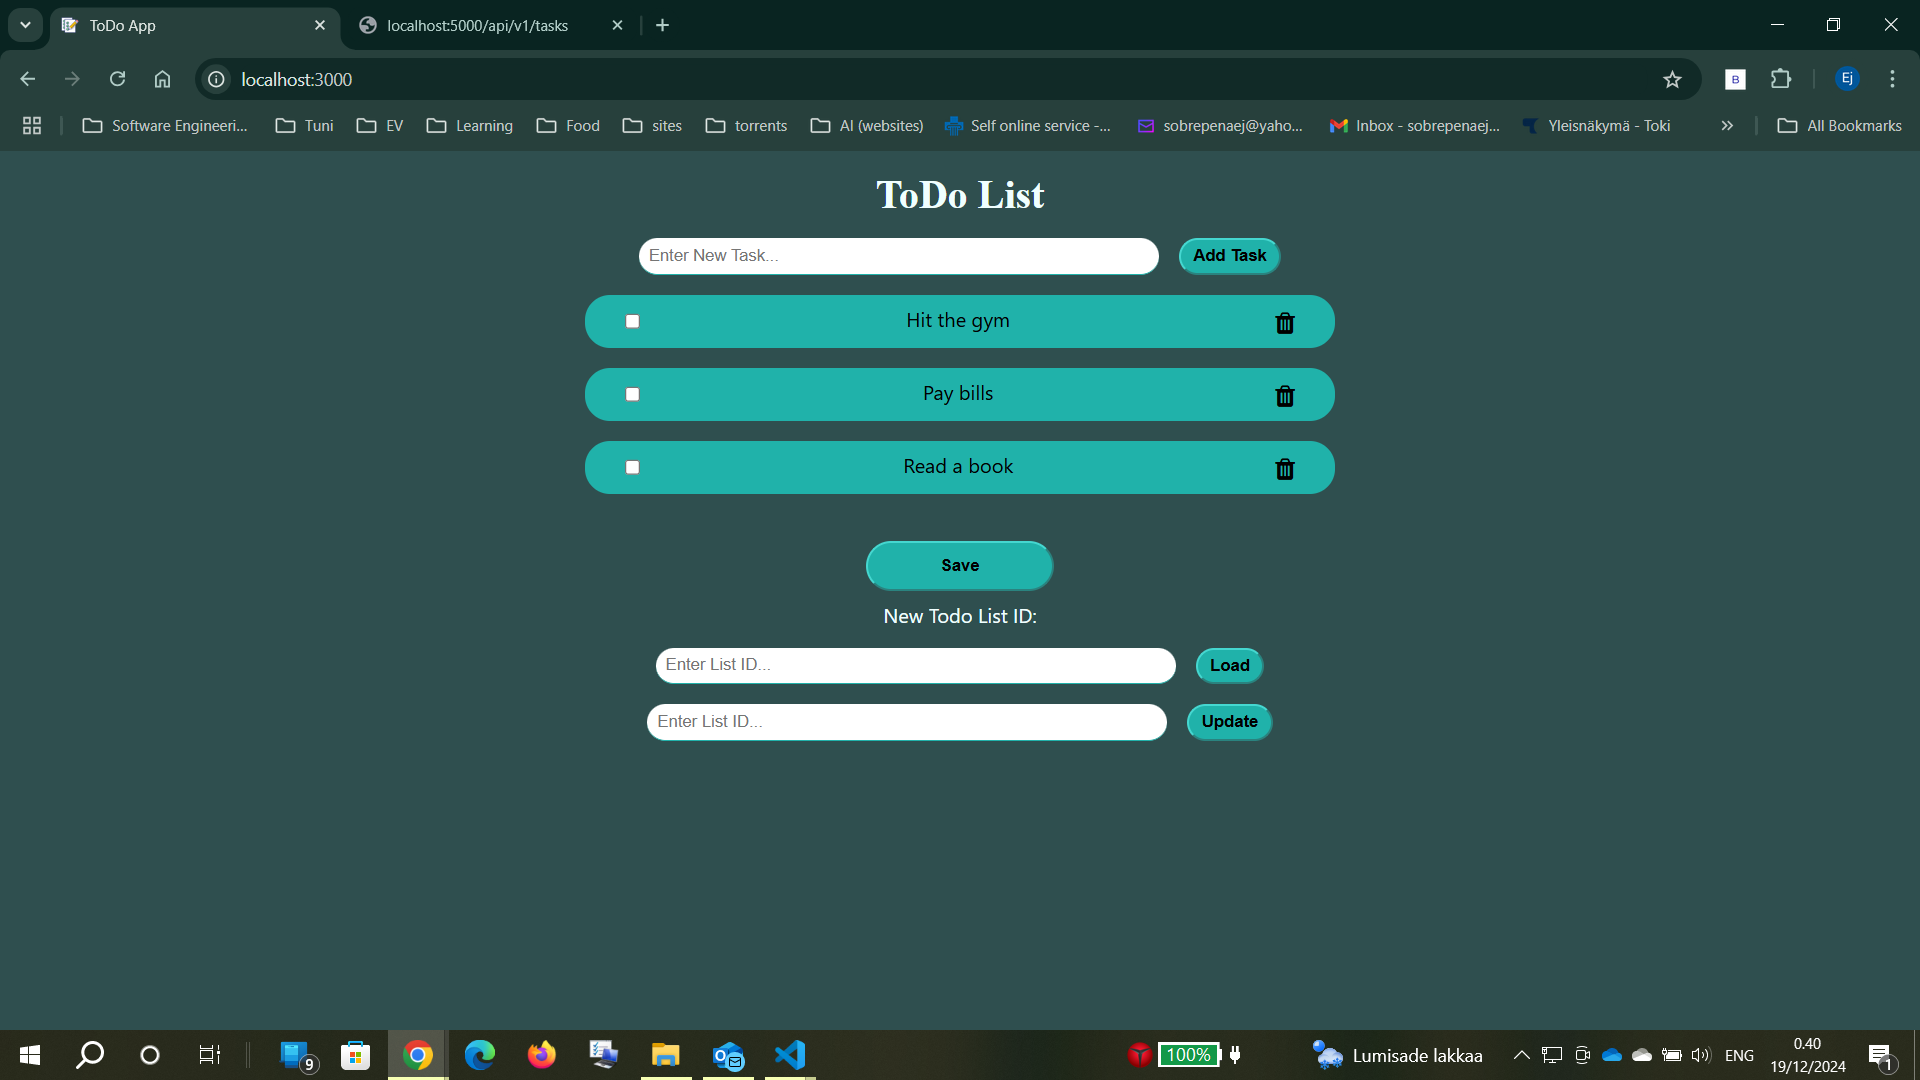 ToDo App
localhost:5000/api/v1/tasks
localhost:3000
B
Ej
Software Engineeri...
Tuni
EV
Learning
Food
sites
torrents
AI (websites)
Self online service -...
sobrepenaej@yaho...
Inbox - sobrepenaej...
Yleisnäkymä - Toki
All Bookmarks
ToDo List
Enter New Task...
Add Task
Hit the gym
Pay bills
Read a book
Save
New Todo List ID:
Enter List ID...
Load
Enter List ID...
Update
9
100%
Lumisade lakkaa
ENG
0.40
19/12/2024
1